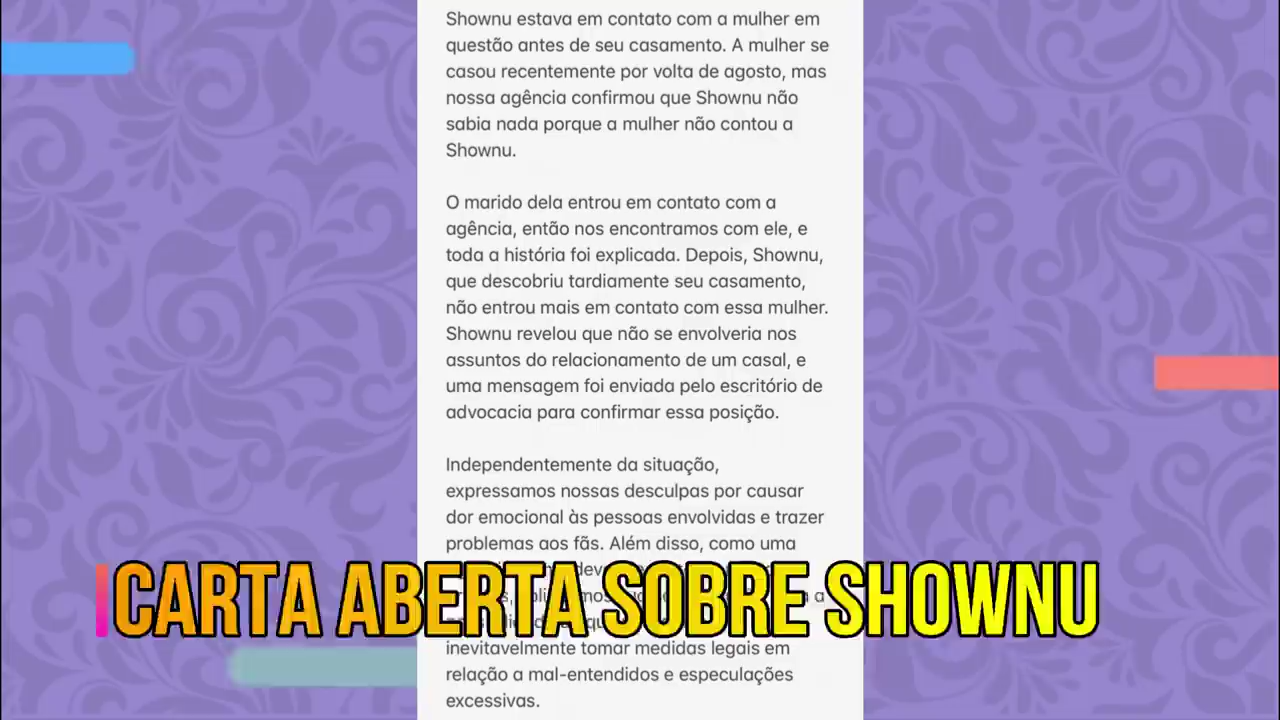 Shownu estava em contato com a mulher em
questão antes de seu casamento. A mulher se
casou recentemente por volta de agosto, mas
nossa agência confirmou que Shownu não
sabia nada porque a mulher não contou a
Shownu.
O marido dela entrou em contato com a
agência, então nos encontramos com ele, e
toda a história foi explicada. Depois, Shownu,
que descobriu tardiamente seu casamento,
não entrou mais em contato com essa mulher.
Shownu revelou que não se envolveria nos
assuntos do relacionamento de um casal, e
uma mensagem foi enviada pelo escritório de
advocacia para confirmar essa posição.
Independentemente da situação,
expressamos nossas desculpas por causar
dor emocional às pessoas envolvidas e trazer
problemas aos fãs. Além disso, como uma
CARTA ABERTA SOBRE SHOWNU
inevitavelmente tomar medidas legais em
relação a mal-entendidos e especulações
excessivas.